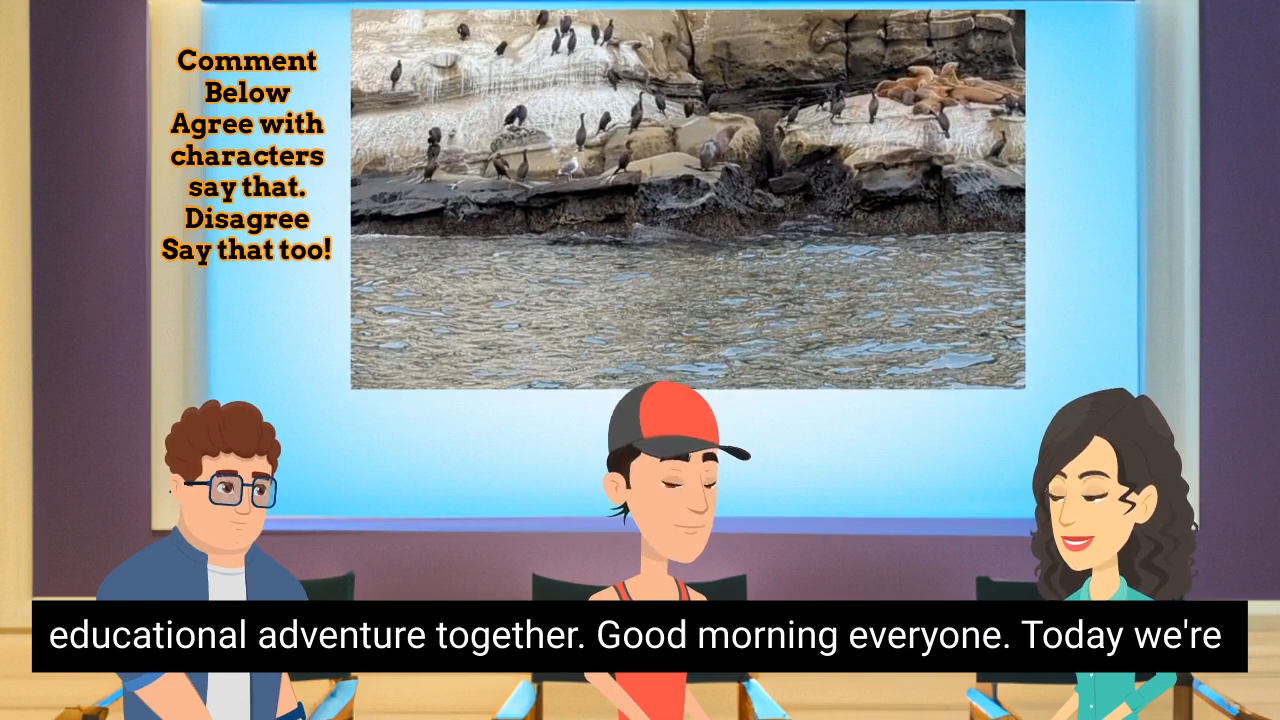 Comment
Below
Agree with
characters
say that.
Disagree
Say that too!
educational adventure together. Good morning everyone. Today we're